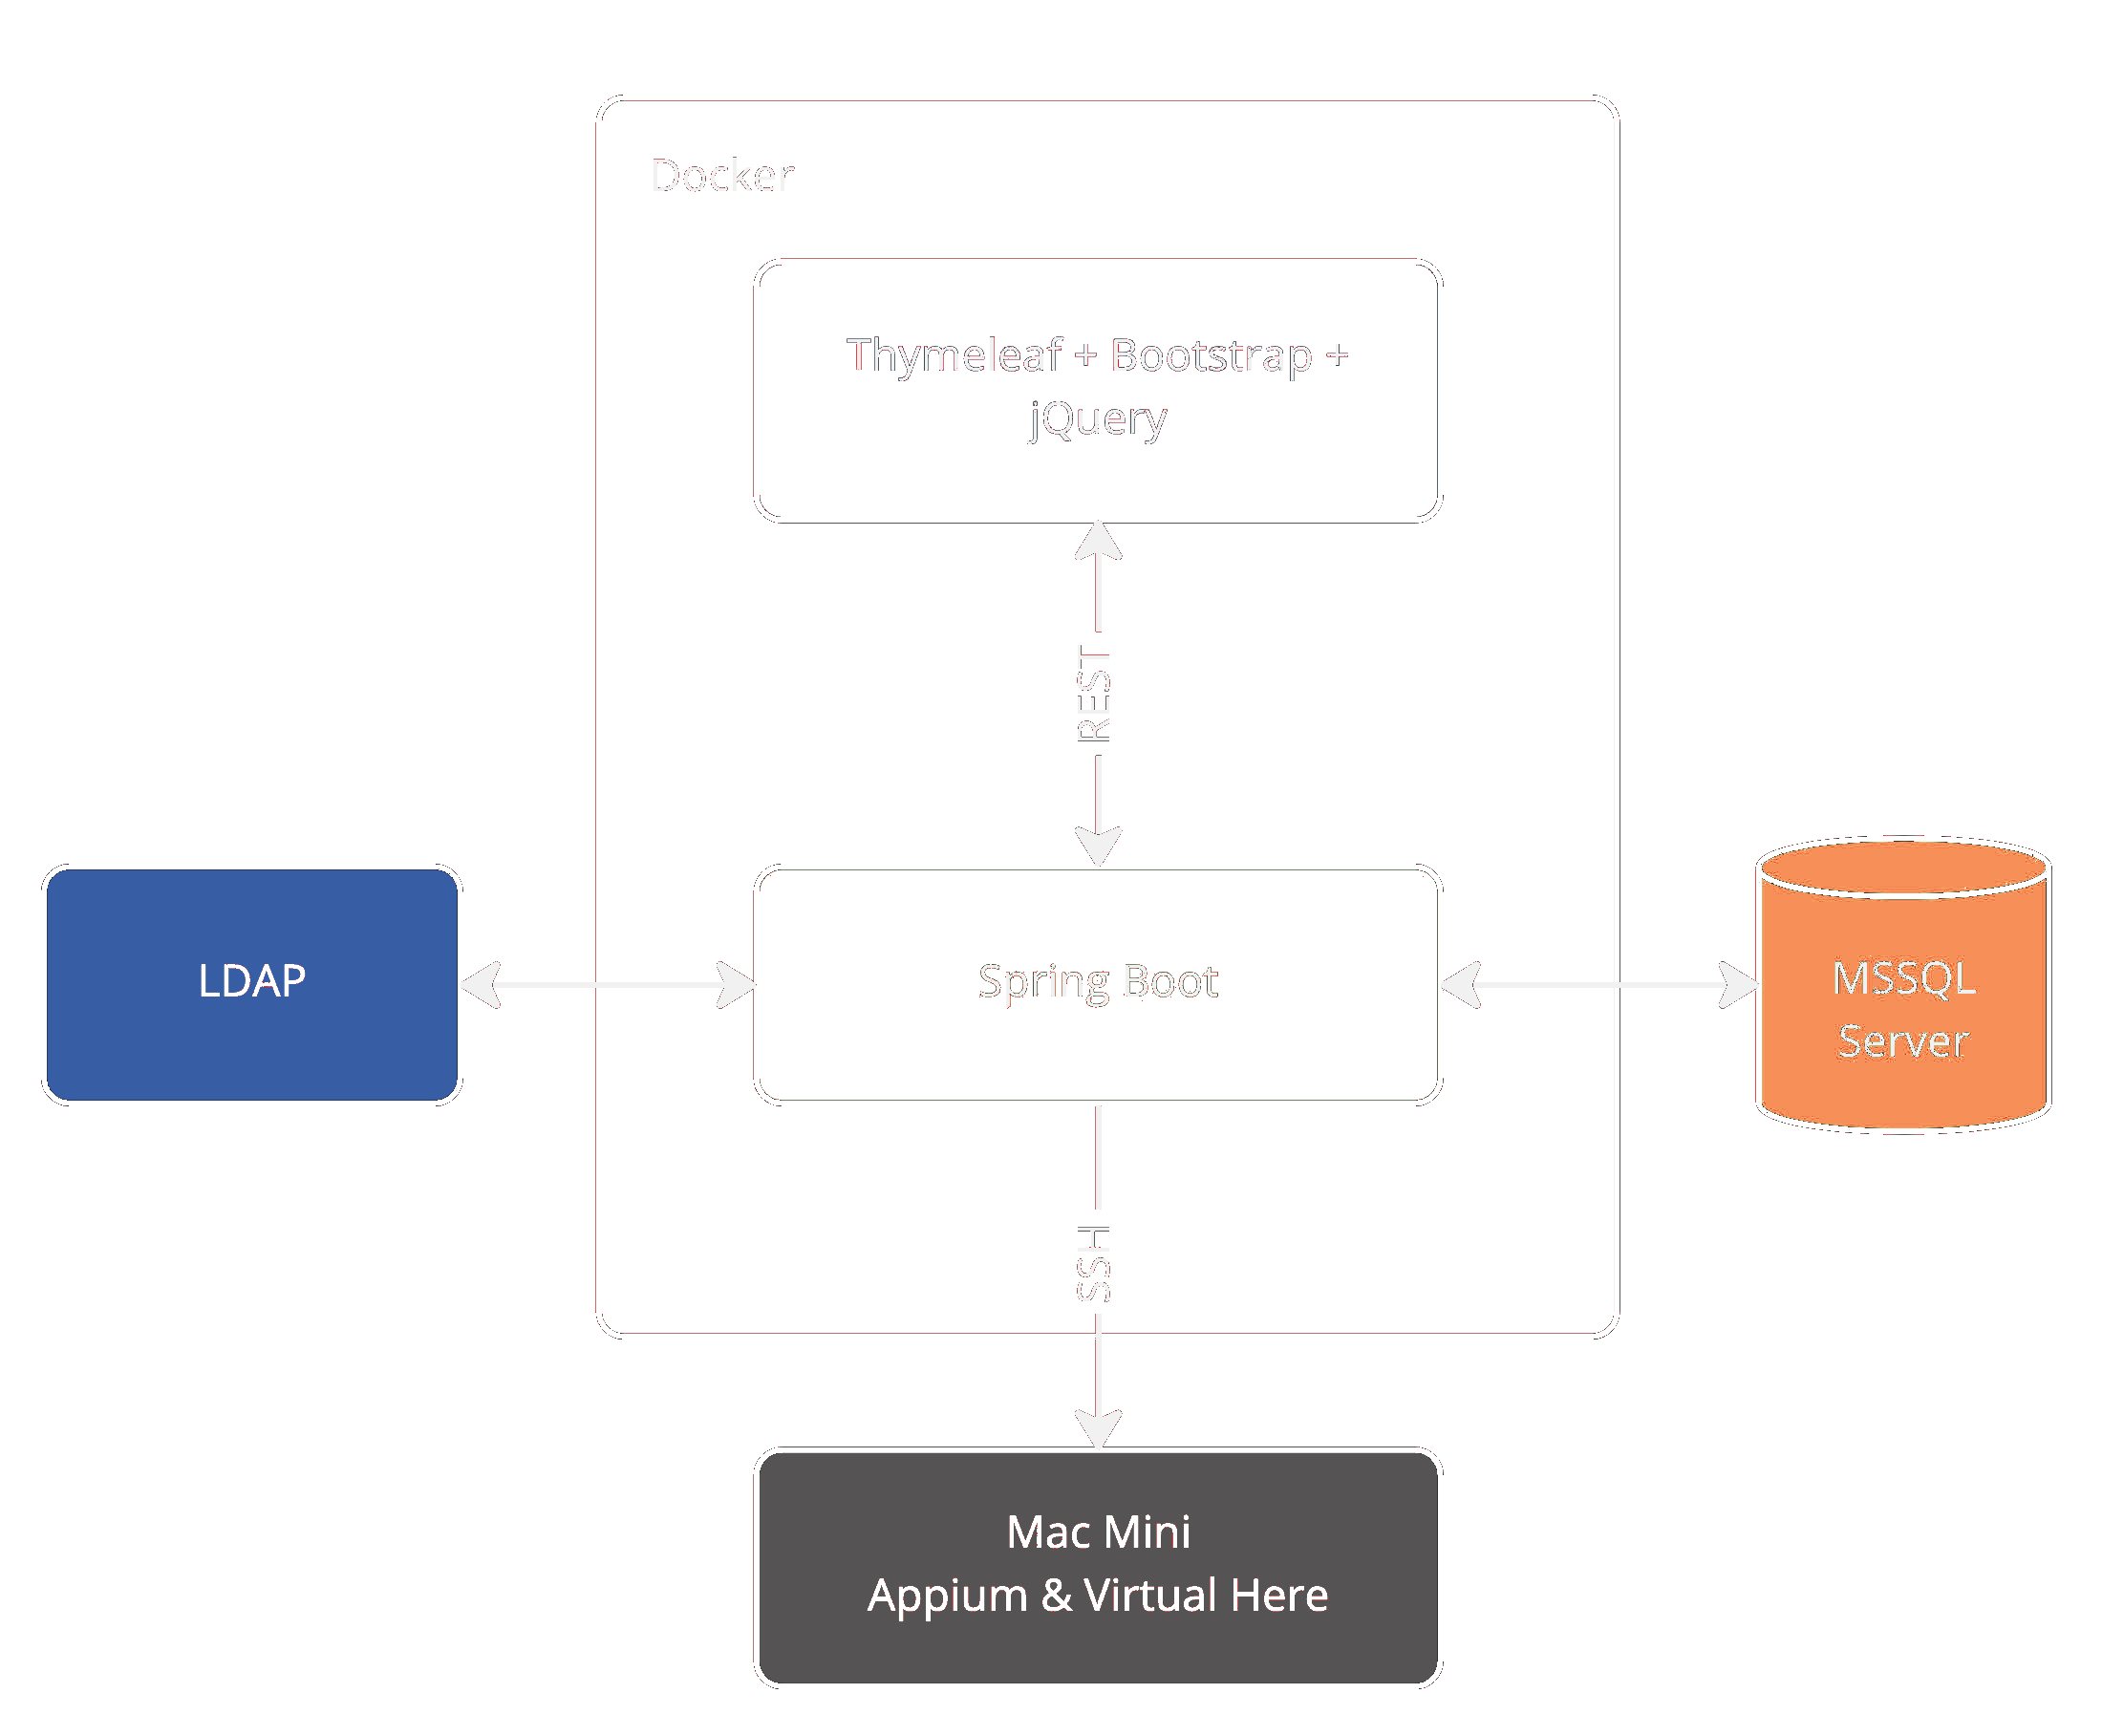 Docker
Thymeleaf + Bootstrap +
jQuery
REST
LDAP
Spring Boot
MSSQL
Server
SSH
Mac Mini
Appium & Virtual Here